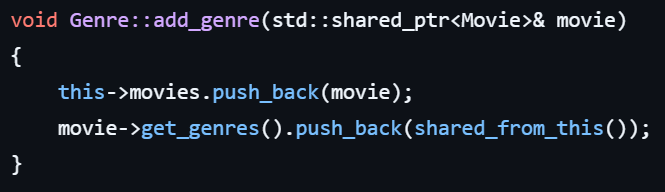 void Genre::add_genre(std::shared_ptr<Movie>& movie)
{
    this->movies.push_back(movie);
    movie->get_genres().push_back(shared_from_this());
}